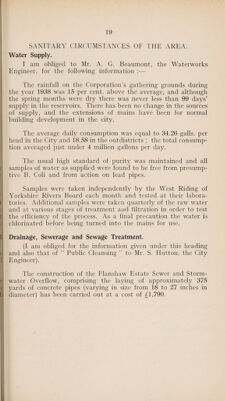 19
SANITARY CIRCUMSTANCES OF THE AREA.
Water Supply.
I am obliged to Mr. A. G. Beaumont, the Waterworks
Engineer, for the following information :—
The rainfall on the Corporation's gathering grounds during
the year 1938 was 15 per cent. above the average, and although
the spring months were dry there was never less than 99 days'
supply in the reservoirs. There has been no change in the sources
of supply, and the extensions of mains have been for normal
building development in the city.
The average daily consumption was equal to 34.26 galls. per
head in the City and 18.58 in the outdistricts ; the total consump-
tion averaged just under 4 million gallons per day.
The usual high standard of purity was maintained and all
samples of water as supplied were found to be free from presump-
tive B. Coli and from action on lead pipes.
Samples were taken independently by the West Riding of
Yorkshire Rivers Board each month and tested at their labora-
tories. Additional samples were taken quarterly of the raw water
and at various stages of treatment and filtration in order to test
the efficiency of the process. As a final precaution the water is
chlorinated before being turned into the mains for use.
Drainage, Sewerage and Sewage Treatment.
(I am obliged for the information given under this heading
and also that of " Public Cleansing " to Mr. S. Hutton, the City
Engineer).
The construction of the Flanshaw Estate Sewer and Storm-
water Overflow, comprising the laying of approximately 375
yards of concrete pipes (varying in size from 18 to 27 inches in
diameter) has been carried out at a cost of £1,790.